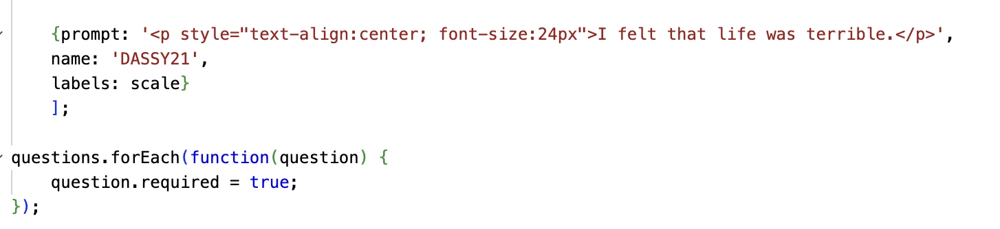 {prompt: '<p style="text-align:center; font-size:24px">I felt that life was terrible.</p>',
name: 'DASSY21',
labels: scale}
];
questions.forEach(function(question) {
question.required = true;
});